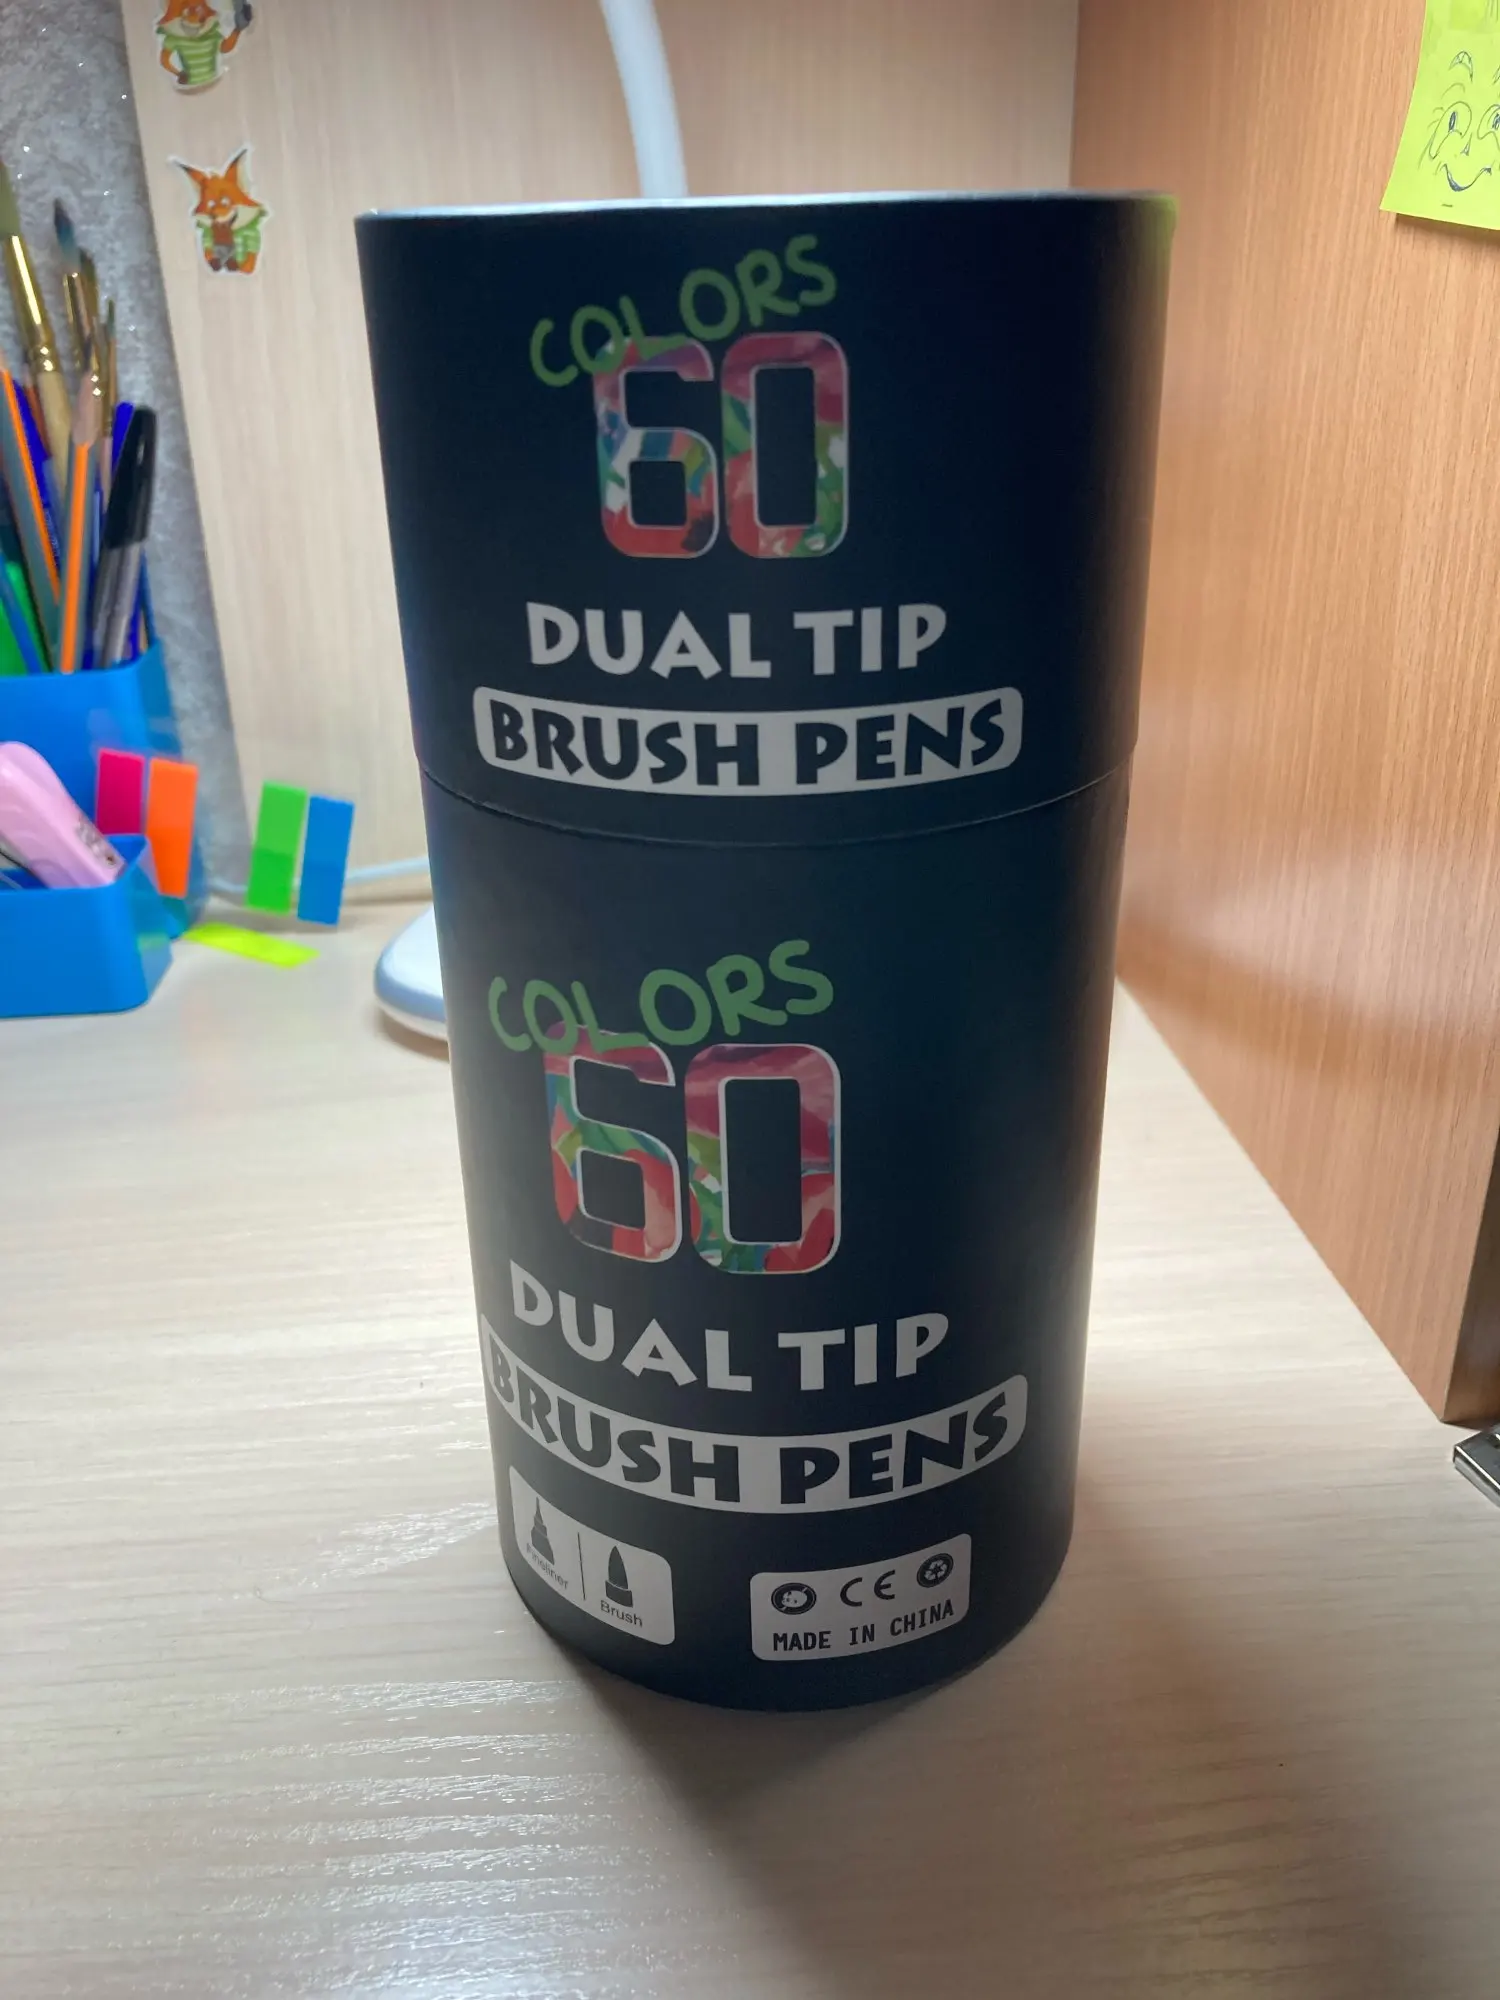 COLORS
60
DUAL TIP
BRUSH PENS
COLORS
60
DUAL TIP
BRUSH PENS
Fineliner
Brush
CE
MADE IN CHINA